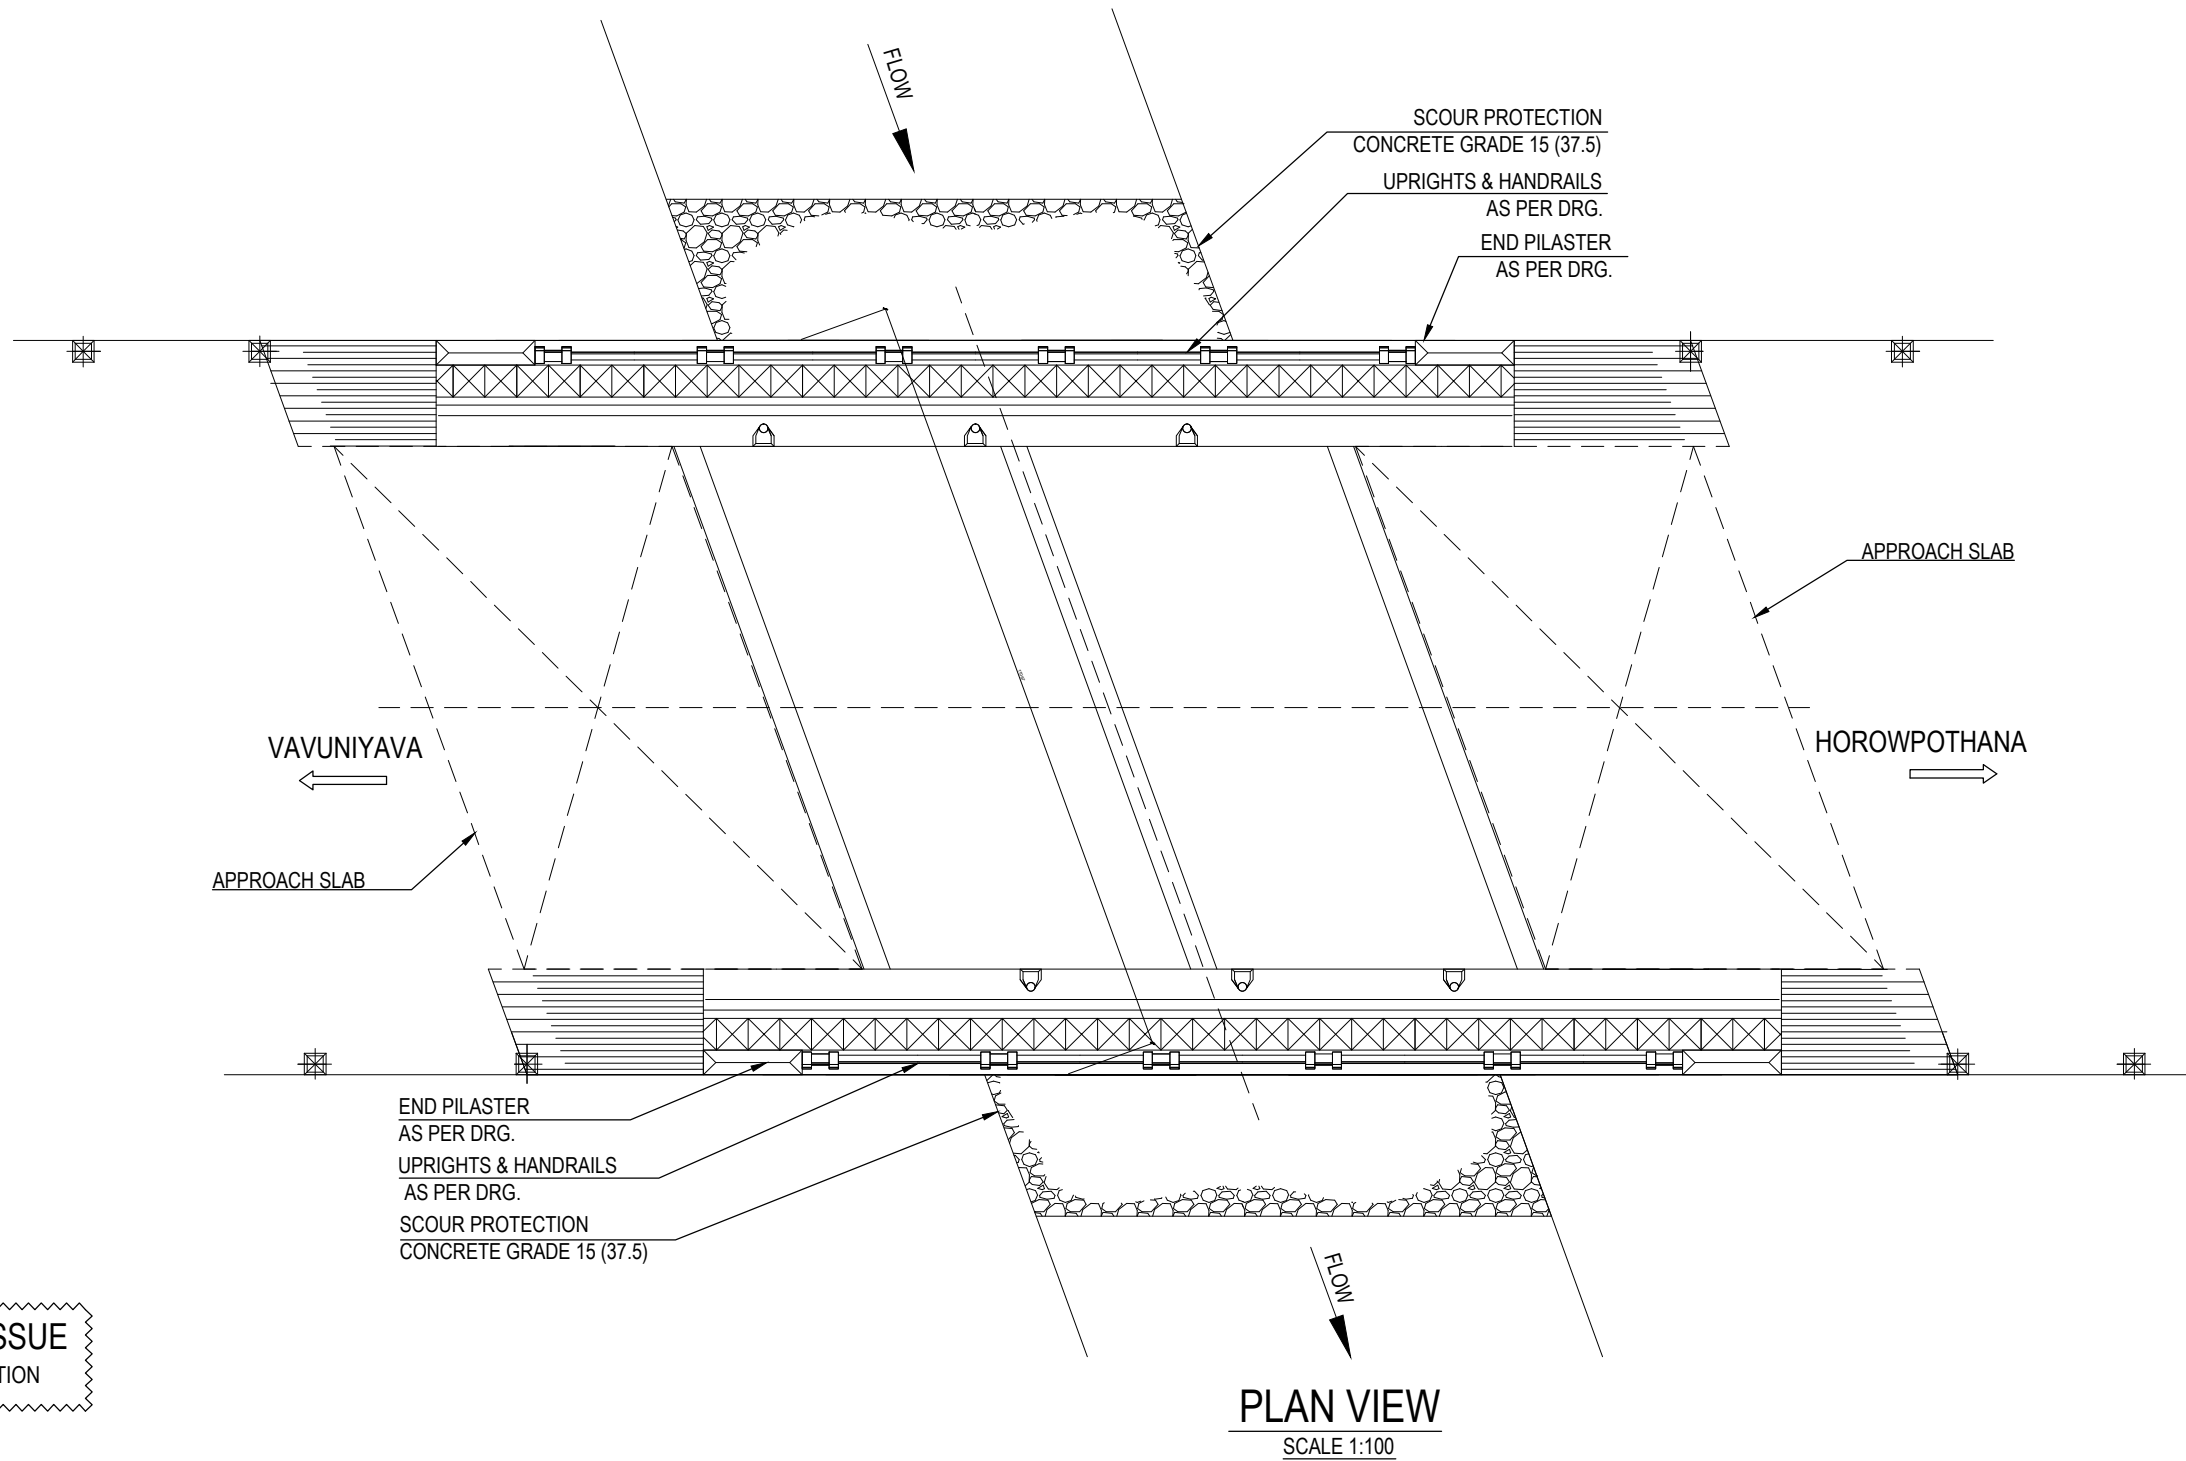 FLOW
SCOUR PROTECTION
CONCRETE GRADE 15 (37.5)
UPRIGHTS & HANDRAILS
AS PER DRG.
END PILASTER
AS PER DRG.
APPROACH SLAB
VAVUNIYAVA
HOROWPOTHANA
APPROACH SLAB
END PILASTER
AS PER DRG.
UPRIGHTS & HANDRAILS
AS PER DRG.
SCOUR PROTECTION
CONCRETE GRADE 15 (37.5)
FLOW
SSUE
TION
PLAN VIEW
SCALE 1:100